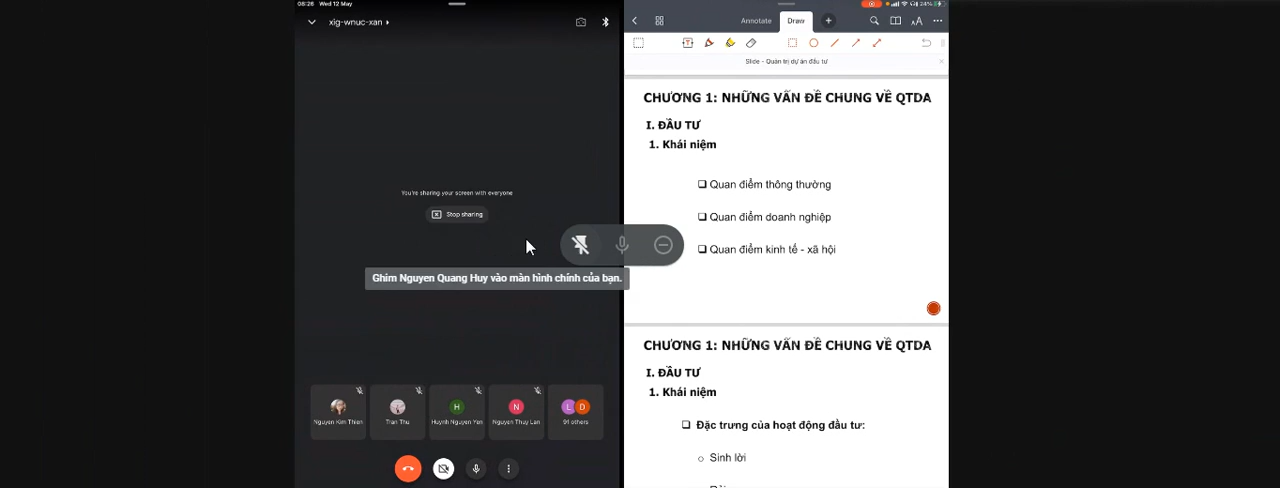 08:26 Wed 12 May
xig-wnuc-xan
You're sharing your screen with everyone
Stop sharing
Ghim Nguyen Quang Huy vào màn hình chính của bạn.
Nguyen Kim Thien
Tran Thu
H
Huynh Nguyen Yen
N
Nguyen Thuy Lan
L D
91 others
24%
Annotate
Draw
AA
T
Slide - Quản trị dự án đầu tư
CHƯƠNG 1: NHỮNG VẤN ĐỀ CHUNG VỀ QTDA
I. ĐẦU TƯ
1. Khái niệm
Quan điểm thông thường
Quan điểm doanh nghiệp
Quan điểm kinh tế - xã hội
CHƯƠNG 1: NHỮNG VẤN ĐỀ CHUNG VỀ QTDA
I. ĐẦU TƯ
1. Khái niệm
Đặc trưng của hoạt động đầu tư:
Sinh lời